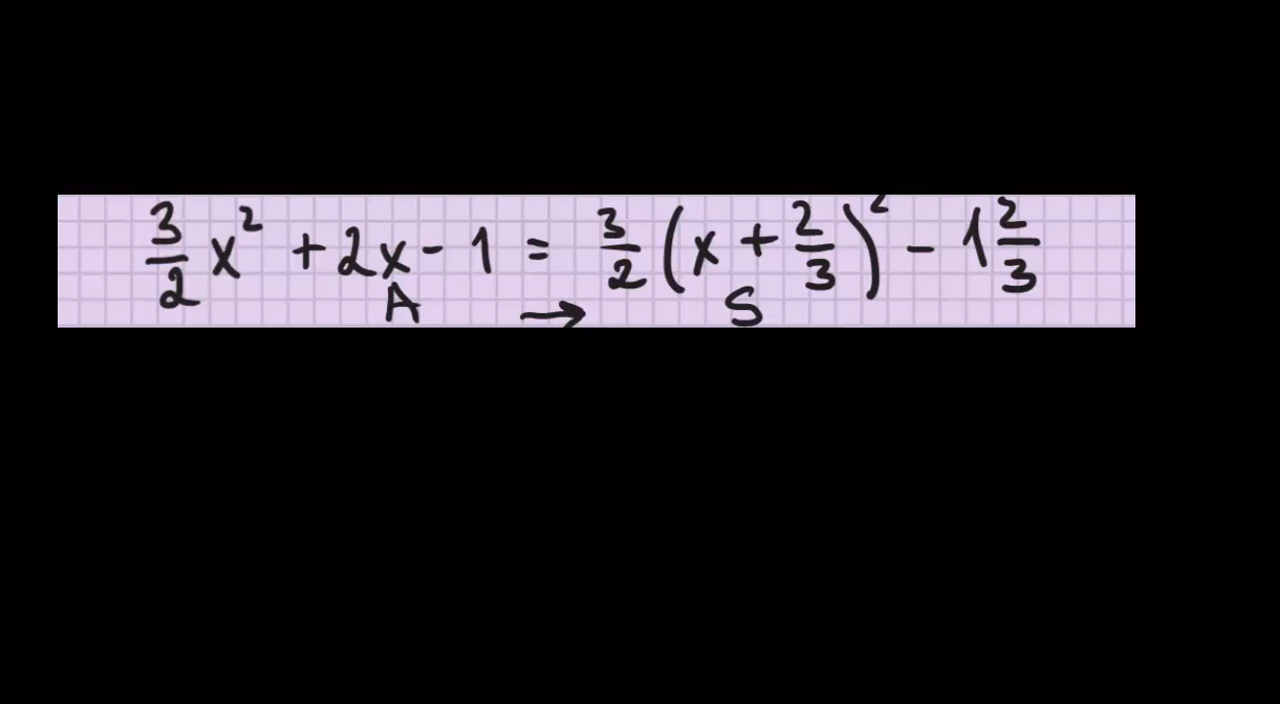 3/2 x² + 2x - 1 = 3/2 (x + 2/3)² - 1 2/3
A → S